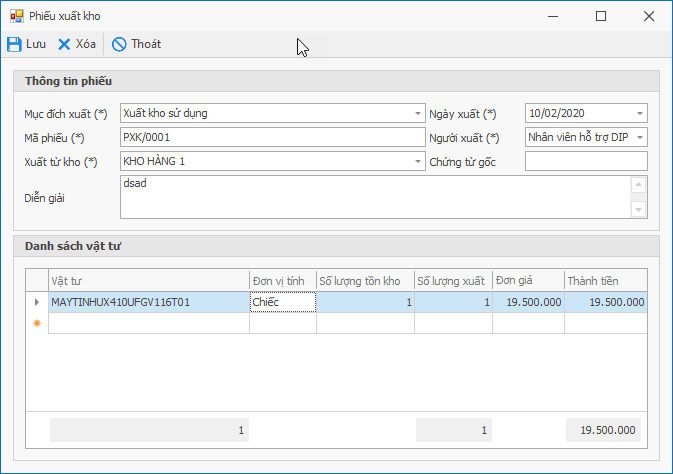 Phiếu xuất kho
Lưu Xóa Thoát
Thông tin phiếu
Mục đích xuất (*) Xuất kho sử dụng Ngày xuất (*) 10/02/2020
Mã phiếu (*) PXK/0001 Người xuất (*) Nhân viên hỗ trợ DIP
Xuất từ kho (*) KHO HÀNG 1 Chứng từ gốc
Diễn giải dsad
Danh sách vật tư
Vật tư Đơn vị tính Số lượng tồn kho Số lượng xuất Đơn giá Thành tiền
MAYTINHUX410UFGV116T01 Chiếc 1 1 19.500.000 19.500.000
1 1 19.500.000